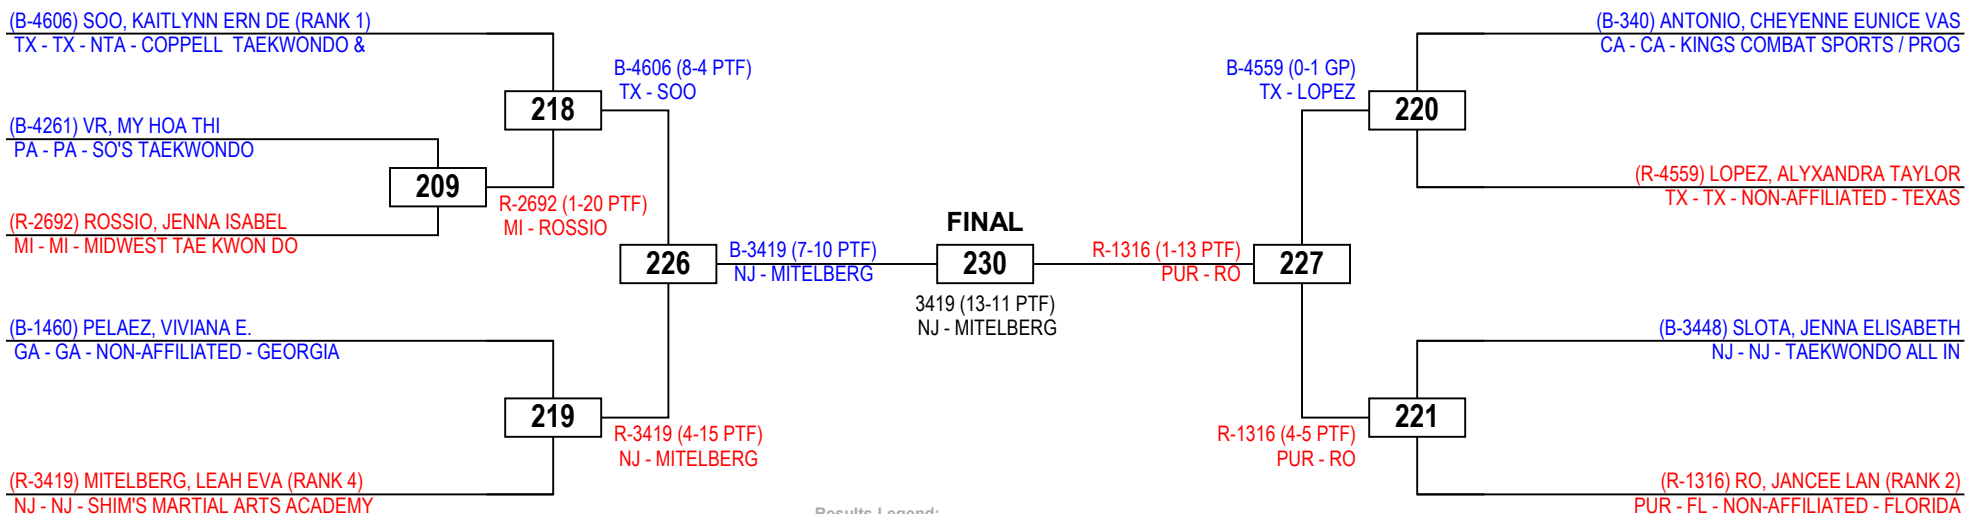 (B-4606) SOO, KAITLYNN ERN DE (RANK 1)
TX - TX - NTA - COPPELL TAEKWONDO &
(B-4261) VR, MY HOA THI
PA - PA - SO'S TAEKWONDO
(R-2692) ROSSIO, JENNA ISABEL
MI - MI - MIDWEST TAE KWON DO
(B-1460) PELAEZ, VIVIANA E.
GA - GA - NON-AFFILIATED - GEORGIA
(R-3419) MITELBERG, LEAH EVA (RANK 4)
NJ - NJ - SHIM'S MARTIAL ARTS ACADEMY
209
R-2692 (1-20 PTF)
MI - ROSSIO
218
B-4606 (8-4 PTF)
TX - SOO
219
R-3419 (4-15 PTF)
NJ - MITELBERG
226
B-3419 (7-10 PTF)
NJ - MITELBERG
FINAL
230
3419 (13-11 PTF)
NJ - MITELBERG
R-1316 (1-13 PTF)
PUR - RO
227
B-4559 (0-1 GP)
TX - LOPEZ
220
R-1316 (4-5 PTF)
PUR - RO
221
(B-340) ANTONIO, CHEYENNE EUNICE VAS
CA - CA - KINGS COMBAT SPORTS / PROG
(R-4559) LOPEZ, ALYXANDRA TAYLOR
TX - TX - NON-AFFILIATED - TEXAS
(B-3448) SLOTA, JENNA ELISABETH
NJ - NJ - TAEKWONDO ALL IN
(R-1316) RO, JANCEE LAN (RANK 2)
PUR - FL - NON-AFFILIATED - FLORIDA
Results Legend: